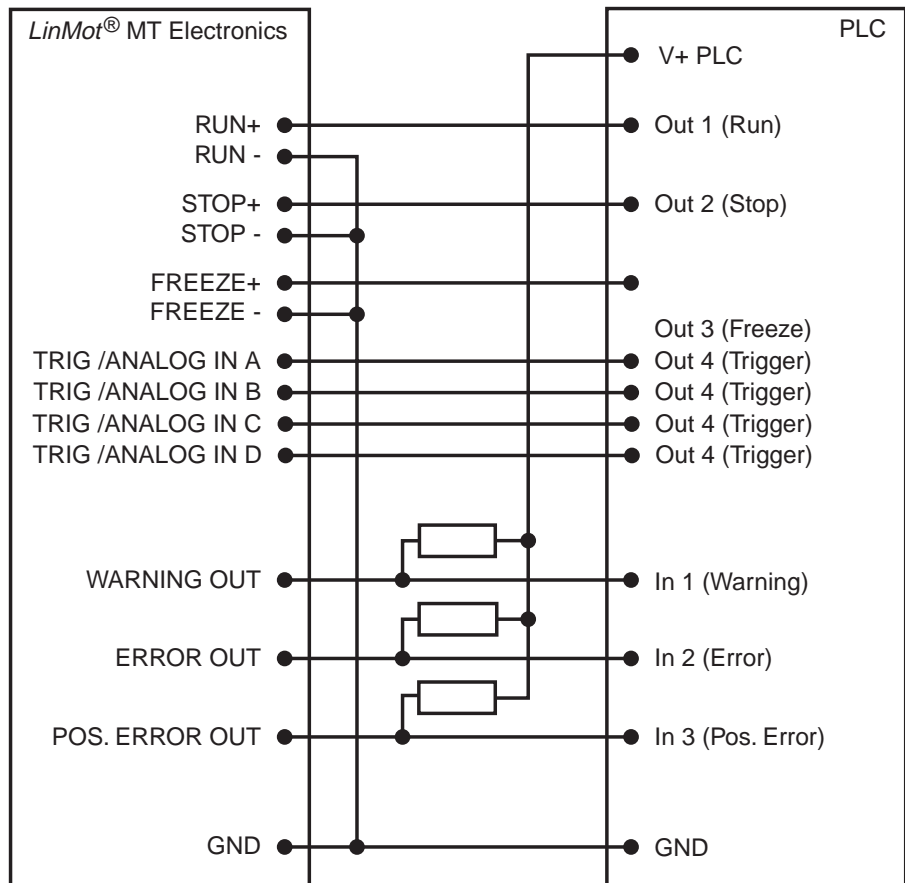 LinMot® MT Electronics
PLC
V+ PLC
RUN+
Out 1 (Run)
RUN -
STOP+
Out 2 (Stop)
STOP -
FREEZE+
FREEZE -
Out 3 (Freeze)
TRIG /ANALOG IN A
Out 4 (Trigger)
TRIG /ANALOG IN B
Out 4 (Trigger)
TRIG /ANALOG IN C
Out 4 (Trigger)
TRIG /ANALOG IN D
Out 4 (Trigger)
WARNING OUT
In 1 (Warning)
ERROR OUT
In 2 (Error)
POS. ERROR OUT
In 3 (Pos. Error)
GND
GND